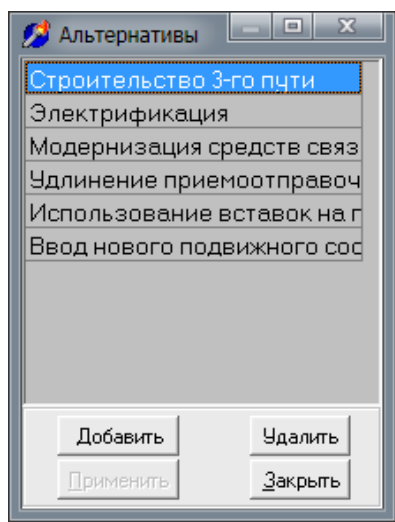 Альтернативы
Строительство 3-го пути
Электрификация
Модернизация средств связ
Удлинение приемоотправоч
Использование вставок на г
Ввод нового подвижного сос
Добавить
Удалить
Применить
Закрыть